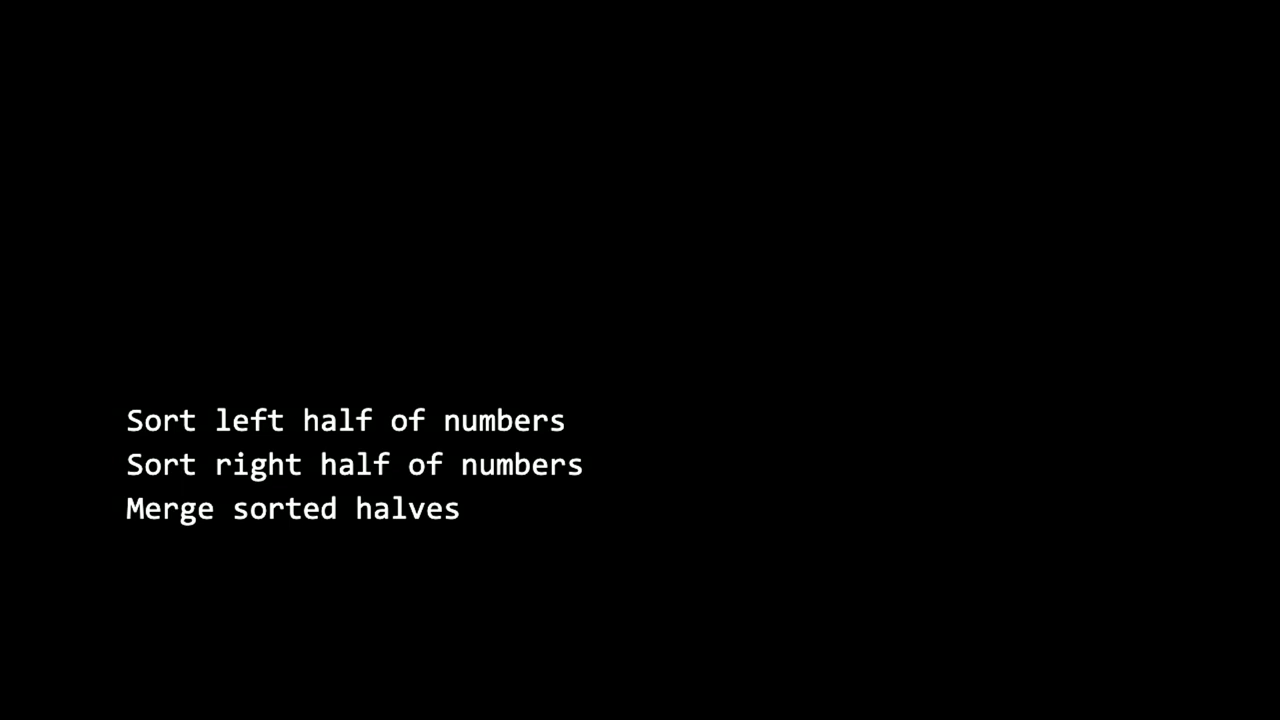 Sort left half of numbers
Sort right half of numbers
Merge sorted halves